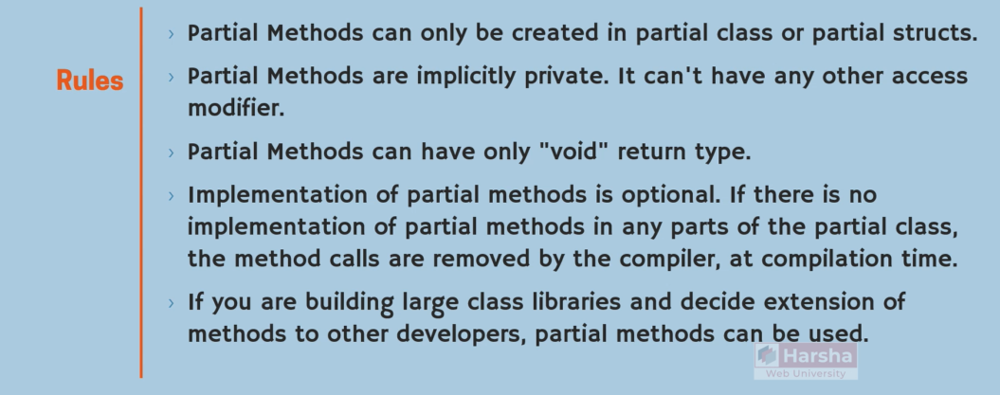 Rules
› Partial Methods can only be created in partial class or partial structs.
› Partial Methods are implicitly private. It can't have any other access
modifier.
› Partial Methods can have only "void" return type.
› Implementation of partial methods is optional. If there is no
implementation of partial methods in any parts of the partial class,
the method calls are removed by the compiler, at compilation time.
› If you are building large class libraries and decide extension of
methods to other developers, partial methods can be used.
Harsha
Web University